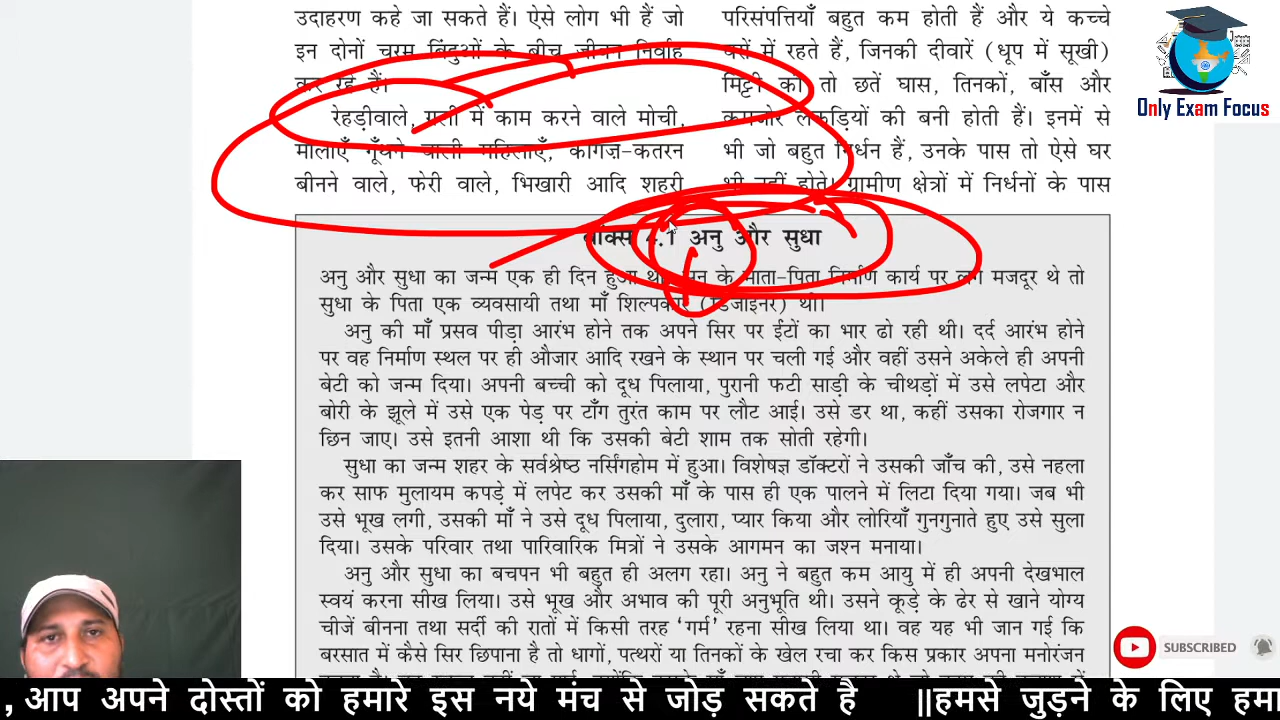 उदाहरण कहे जा सकते हैं। ऐसे लोग भी हैं जो
इन दोनों चरम बिंदुओं के बीच जीवन निर्वाह
कर रहे हैं।
रेहड़ीवाले, गली में काम करने वाले मोची,
मालाएँ गूँथने वाली महिलाएँ, कागज-कतरन
बीनने वाले, फेरी वाले, भिखारी आदि शहरी
परिसंपत्तियाँ बहुत कम होती हैं और ये कच्चे
घरों में रहते हैं, जिनकी दीवारें (धूप में सूखी)
मिट्टी की तो छतें घास, तिनकों, बाँस और
कमजोर लकड़ियों की बनी होती हैं। इनमें से
भी जो बहुत निर्धन हैं, उनके पास तो ऐसे घर
भी नहीं होते। ग्रामीण क्षेत्रों में निर्धनों के पास
Only Exam Focus
बॉक्स 4.1 अनु और सुधा
अनु और सुधा का जन्म एक ही दिन हुआ था। अनु के माता-पिता निर्माण कार्य पर लगे मजदूर थे तो
सुधा के पिता एक व्यवसायी तथा माँ शिल्पकार (डिजाइनर) थी।
अनु की माँ प्रसव पीड़ा आरंभ होने तक अपने सिर पर ईंटों का भार ढो रही थी। दर्द आरंभ होने
पर वह निर्माण स्थल पर ही औजार आदि रखने के स्थान पर चली गई और वहीं उसने अकेले ही अपनी
बेटी को जन्म दिया। अपनी बच्ची को दूध पिलाया, पुरानी फटी साड़ी के चीथड़ों में उसे लपेटा और
बोरी के झूले में उसे एक पेड़ पर टाँग तुरंत काम पर लौट आई। उसे डर था, कहीं उसका रोजगार न
छिन जाए। उसे इतनी आशा थी कि उसकी बेटी शाम तक सोती रहेगी।
सुधा का जन्म शहर के सर्वश्रेष्ठ नर्सिंगहोम में हुआ। विशेषज्ञ डॉक्टरों ने उसकी जाँच की, उसे नहला
कर साफ मुलायम कपड़े में लपेट कर उसकी माँ के पास ही एक पालने में लिटा दिया गया। जब भी
उसे भूख लगी, उसकी माँ ने उसे दूध पिलाया, दुलारा, प्यार किया और लोरियाँ गुनगुनाते हुए उसे सुला
दिया। उसके परिवार तथा पारिवारिक मित्रों ने उसके आगमन का जश्न मनाया।
अनु और सुधा का बचपन भी बहुत ही अलग रहा। अनु ने बहुत कम आयु में ही अपनी देखभाल
स्वयं करना सीख लिया। उसे भूख और अभाव की पूरी अनुभूति थी। उसने कूड़े के ढेर से खाने योग्य
चीजें बीनना तथा सर्दी की रातों में किसी तरह ‘गर्म’ रहना सीख लिया था। वह यह भी जान गई कि
बरसात में कैसे सिर छिपाना है तो धागों, पत्थरों या तिनकों के खेल रचा कर किस प्रकार अपना मनोरंजन
SUBSCRIBED
, आप अपने दोस्तों को हमारे इस नये मंच से जोड़ सकते है ||हमसे जुड़ने के लिए हमा